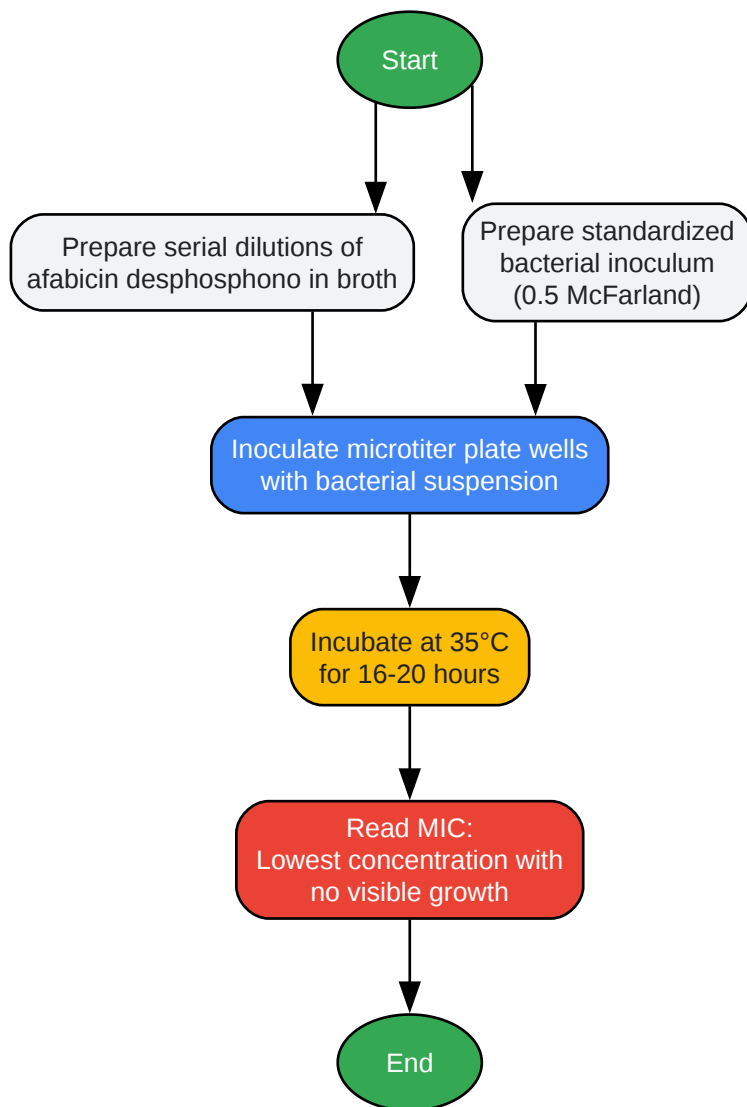 Start
Prepare serial dilutions of
afabicin desphosphono in broth
Prepare standardized
bacterial inoculum
(0.5 McFarland)
Inoculate microtiter plate wells
with bacterial suspension
Incubate at 35°C
for 16-20 hours
Read MIC:
Lowest concentration with
no visible growth
End